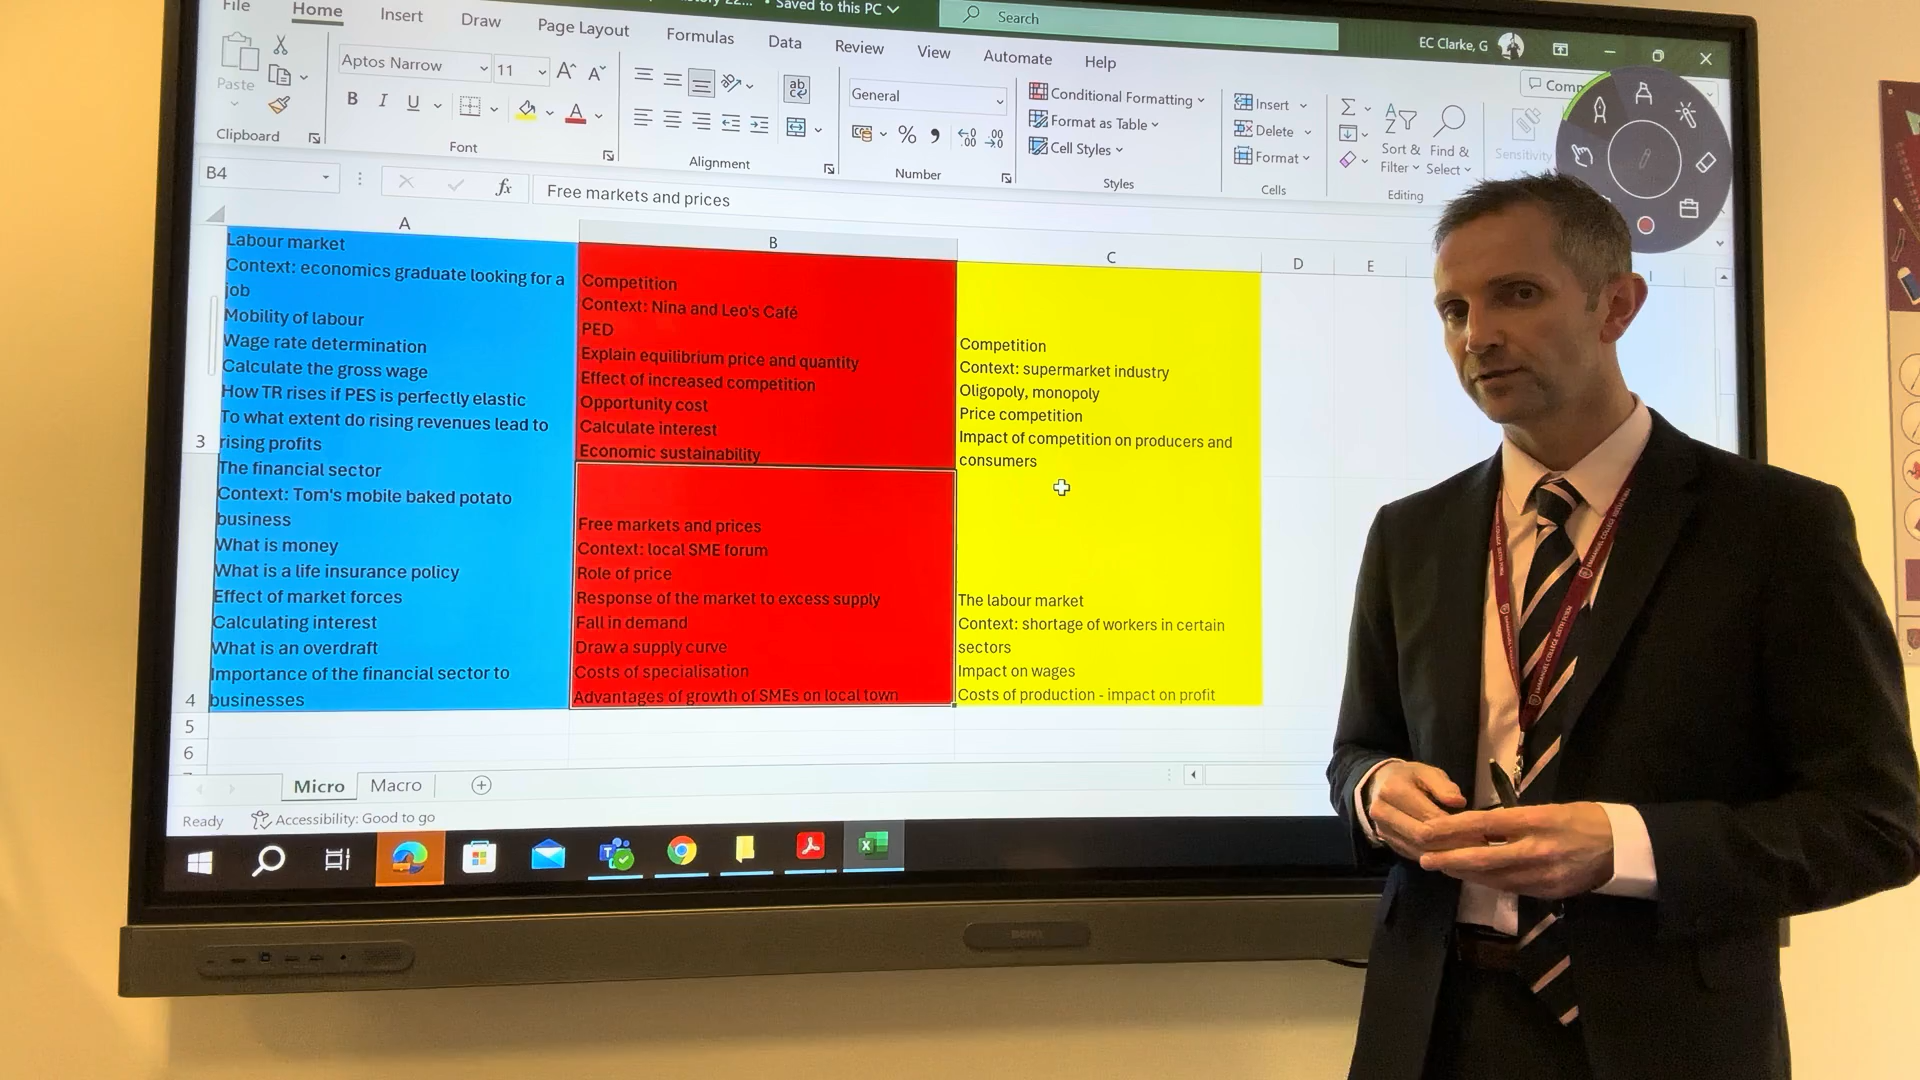 Saved to this PC
Search
EC Clarke, G
File
Home
Insert
Draw
Page Layout
Formulas
Data
Review
View
Automate
Help
Paste
Clipboard
Aptos Narrow
11
B I U
Font
Alignment
General
Number
Conditional Formatting
Format as Table
Cell Styles
Styles
Insert
Delete
Format
Cells
Sort &
Filter
Find &
Select
Editing
Sensitivity
B4
fx
Free markets and prices
A
B
C
D
E
Labour market
Context: economics graduate looking for a
job
Mobility of labour
Wage rate determination
Calculate the gross wage
How TR rises if PES is perfectly elastic
To what extent do rising revenues lead to
rising profits
Competition
Context: Nina and Leo's Café
PED
Explain equilibrium price and quantity
Effect of increased competition
Opportunity cost
Calculate interest
Economic sustainability
Competition
Context: supermarket industry
Oligopoly, monopoly
Price competition
Impact of competition on producers and
consumers
3
The financial sector
Context: Tom's mobile baked potato
business
What is money
What is a life insurance policy
Effect of market forces
Calculating interest
What is an overdraft
Importance of the financial sector to
businesses
Free markets and prices
Context: local SME forum
Role of price
Response of the market to excess supply
Fall in demand
Draw a supply curve
Costs of specialisation
Advantages of growth of SMEs on local town
The labour market
Context: shortage of workers in certain
sectors
Impact on wages
Costs of production - impact on profit
4
5
6
Micro
Macro
Ready
Accessibility: Good to go
BenQ
EMMANUEL COLLEGE SIXTH FORM